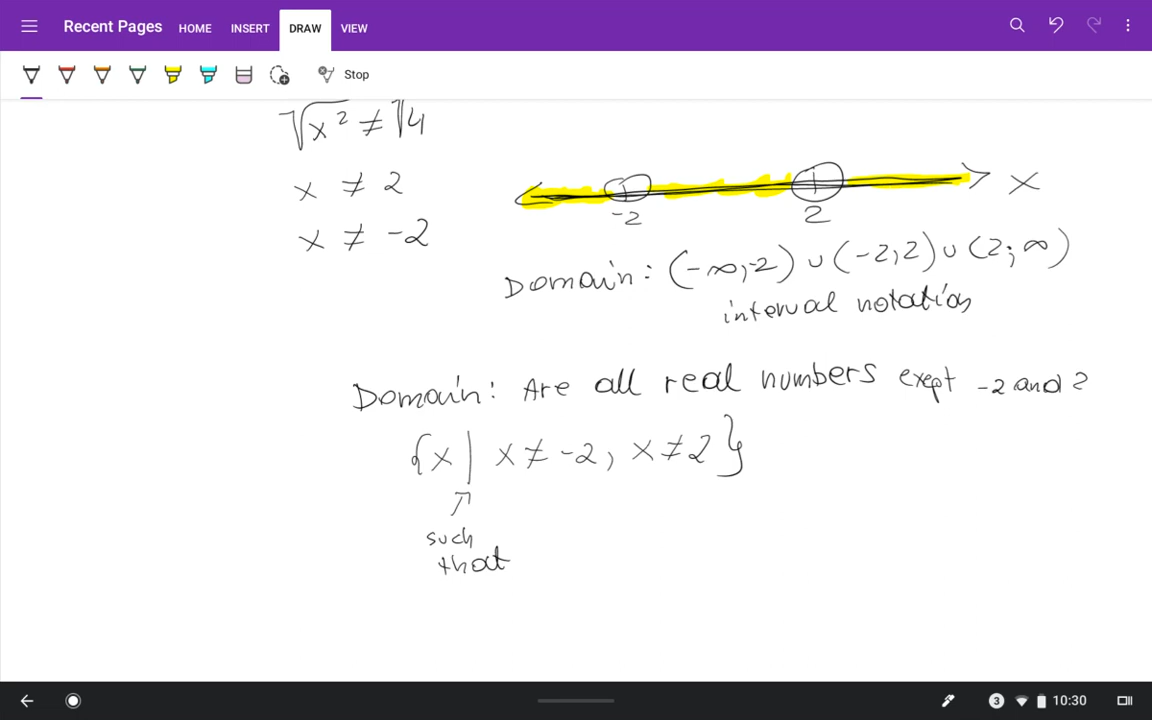 Recent Pages HOME INSERT DRAW VIEW
Stop
√x² ≠ √4
x ≠ 2
x ≠ -2
-2 2 x
Domain: (-∞,-2) ∪ (-2,2) ∪ (2; ∞)
interval notation
Domain: Are all real numbers exept -2 and 2
{x | x ≠ -2, x ≠ 2}
such
that
3 10:30